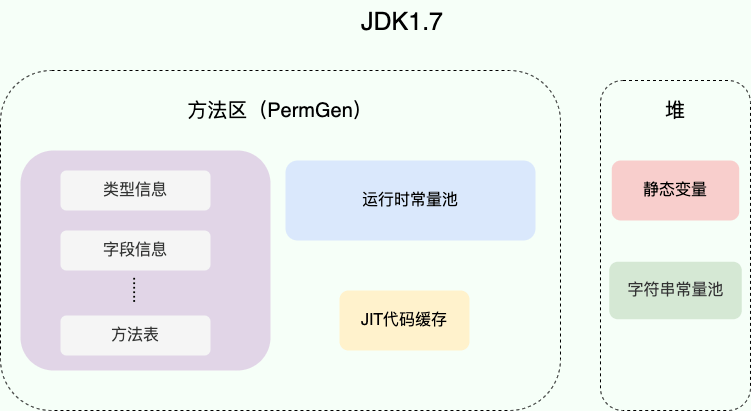 JDK1.7
方法区（PermGen）
类型信息
字段信息
方法表
运行时常量池
JIT代码缓存
堆
静态变量
字符串常量池